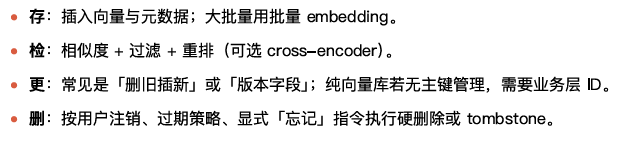 • 存：插入向量与元数据；大批量用批量 embedding。
• 检：相似度 + 过滤 + 重排（可选 cross-encoder）。
• 更：常见是「删旧插新」或「版本字段」；纯向量库若无主键管理，需要业务层 ID。
• 删：按用户注销、过期策略、显式「忘记」指令执行硬删除或 tombstone。